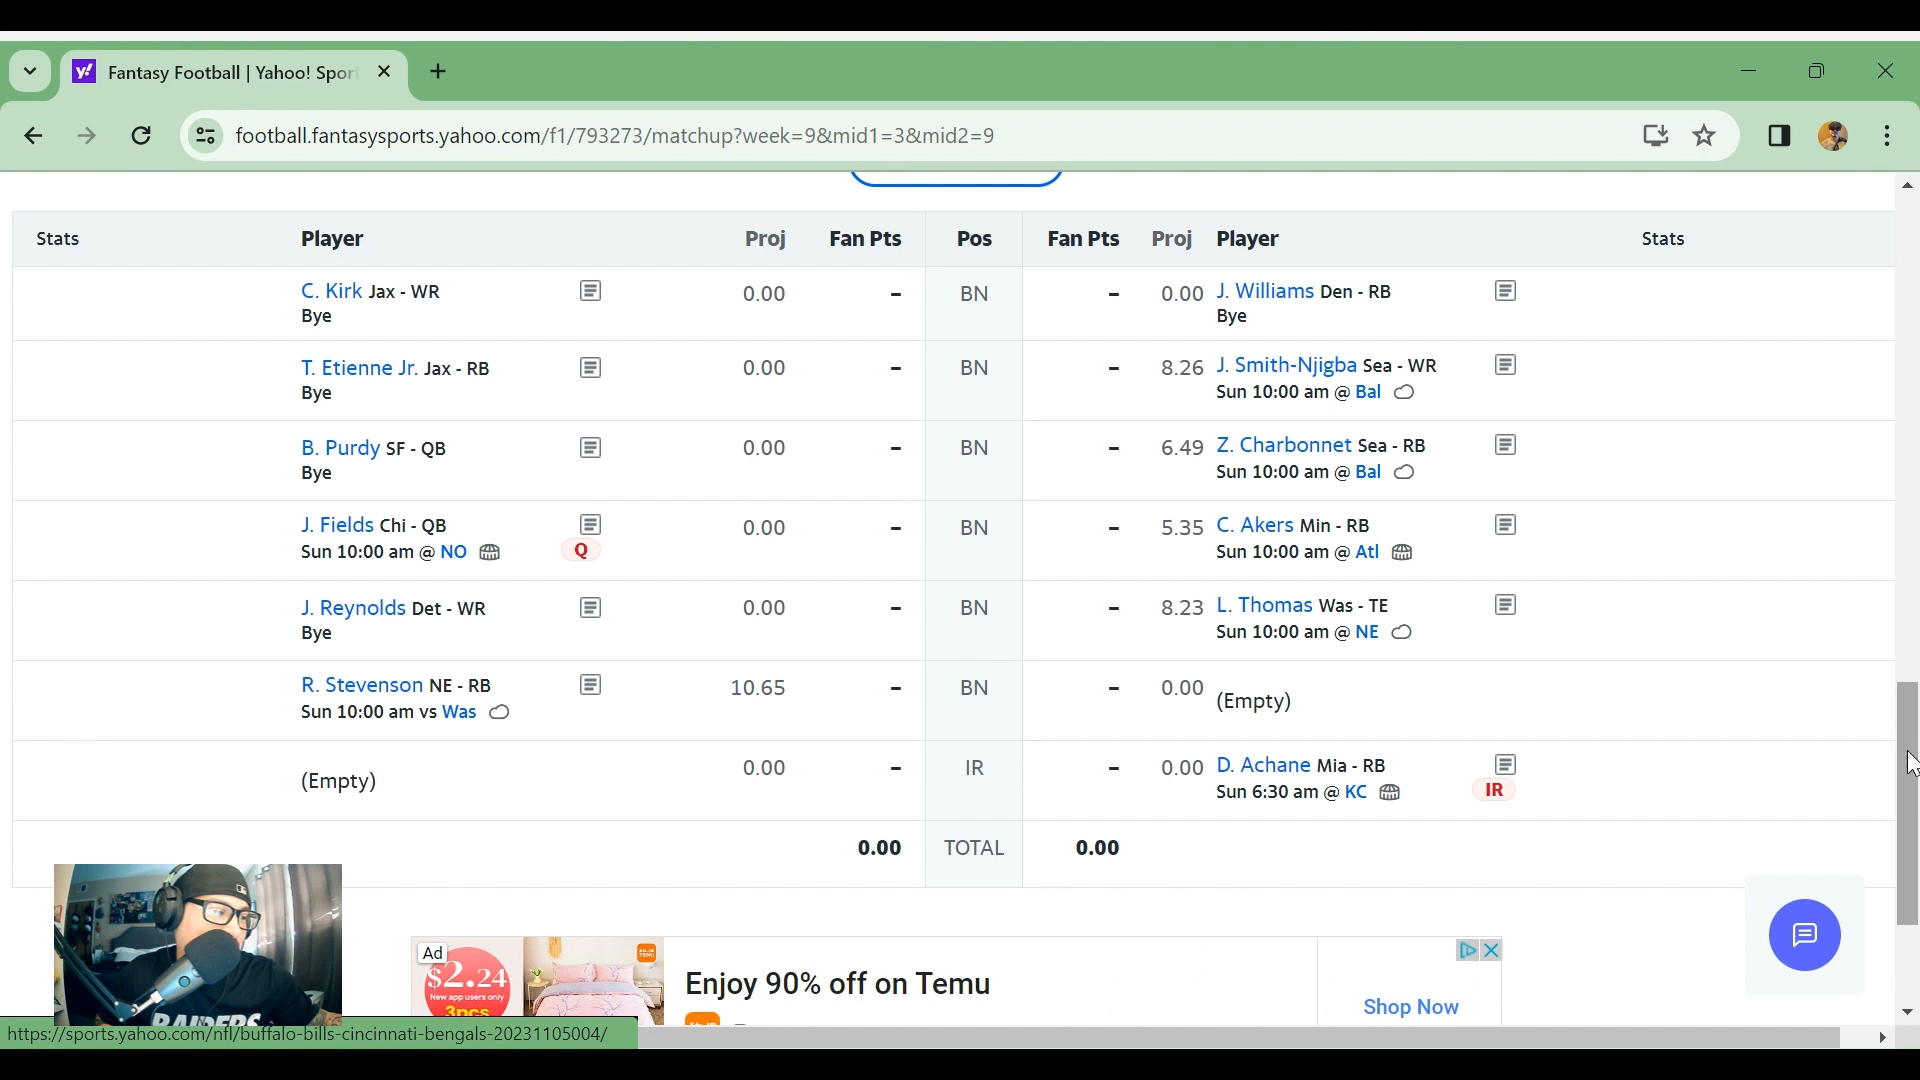 Fantasy Football | Yahoo! Spor
football.fantasysports.yahoo.com/f1/793273/matchup?week=9&mid1=3&mid2=9
Stats Player Proj Fan Pts Pos Fan Pts Proj Player Stats
C. Kirk Jax - WR 0.00 – BN – 0.00 J. Williams Den - RB
Bye Bye
T. Etienne Jr. Jax - RB 0.00 – BN – 8.26 J. Smith-Njigba Sea - WR
Bye Sun 10:00 am @ Bal
B. Purdy SF - QB 0.00 – BN – 6.49 Z. Charbonnet Sea - RB
Bye Sun 10:00 am @ Bal
J. Fields Chi - QB 0.00 – BN – 5.35 C. Akers Min - RB
Sun 10:00 am @ NO Q Sun 10:00 am @ Atl
J. Reynolds Det - WR 0.00 – BN – 8.23 L. Thomas Was - TE
Bye Sun 10:00 am @ NE
R. Stevenson NE - RB 10.65 – BN – 0.00 (Empty)
Sun 10:00 am vs Was
(Empty) 0.00 – IR – 0.00 D. Achane Mia - RB
Sun 6:30 am @ KC IR
0.00 TOTAL 0.00
Ad
$2.24
New app users only
3pcs
TEMU
Enjoy 90% off on Temu
Shop Now
RAIDERS
https://sports.yahoo.com/nfl/buffalo-bills-cincinnati-bengals-20231105004/